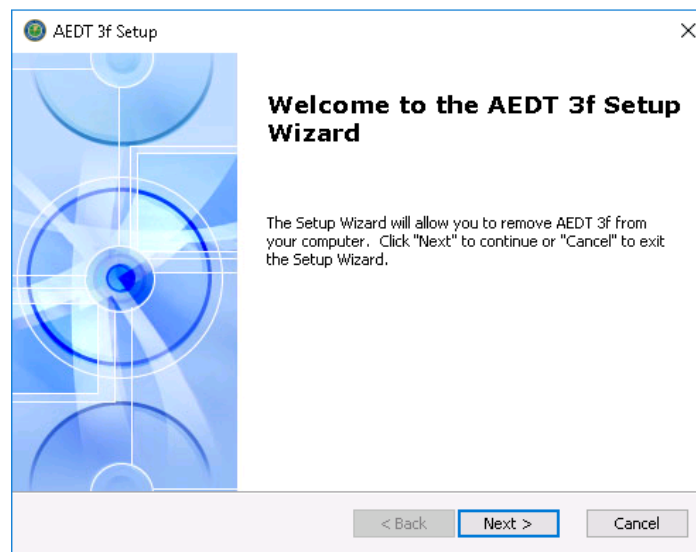 AEDT 3f Setup
Welcome to the AEDT 3f Setup
Wizard
The Setup Wizard will allow you to remove AEDT 3f from
your computer. Click "Next" to continue or "Cancel" to exit
the Setup Wizard.
< Back
Next >
Cancel